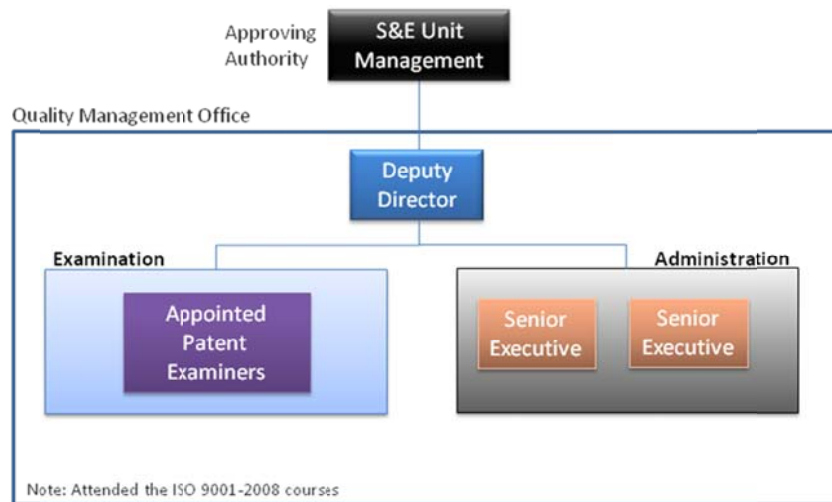 Approving
Authority
S&E Unit
Management
Quality Management Office
Deputy
Director
Examination
Administration
Appointed
Patent
Examiners
Senior
Executive
Senior
Executive
Note: Attended the ISO 9001-2008 courses